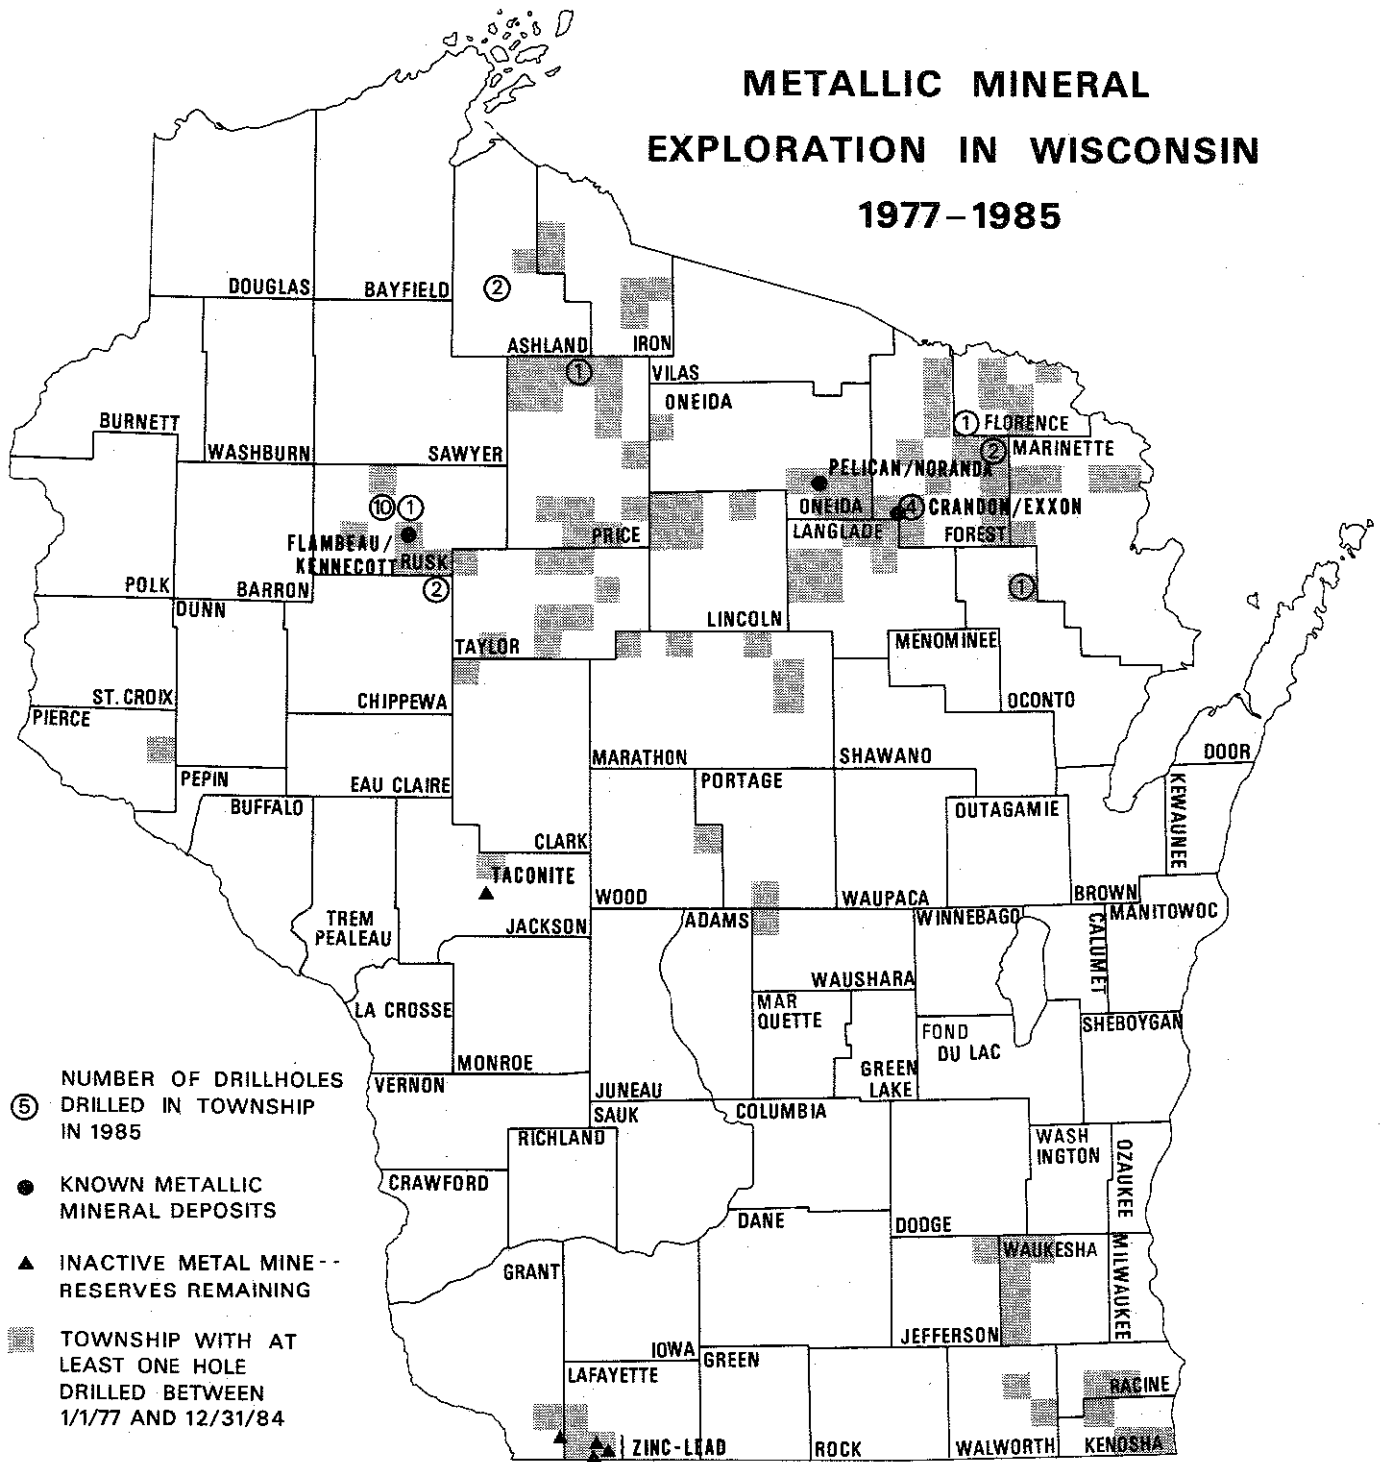 METALLIC MINERAL
EXPLORATION IN WISCONSIN
1977–1985
DOUGLAS
BAYFIELD
2
ASHLAND
IRON
1
VILAS
ONEIDA
BURNETT
WASHBURN
SAWYER
1
FLORENCE
2
MARINETTE
PELICAN/NORANDA
10
1
ONEIDA
4
CRANDON/EXXON
FLAMBEAU/
KENNECOTT
RUSK
PRICE
LANGLADE
FOREST
POLK
BARRON
2
1
DUNN
LINCOLN
TAYLOR
MENOMINEE
ST. CROIX
CHIPPEWA
OCONTO
PIERCE
MARATHON
SHAWANO
DOOR
PEPIN
EAU CLAIRE
PORTAGE
KEWAUNEE
BUFFALO
OUTAGAMIE
CLARK
TACONITE
WOOD
WAUPACA
BROWN
TREM
PEALEAU
JACKSON
ADAMS
WINNEBAGO
CALUMET
MANITOWOC
WAUSHARA
LA CROSSE
MAR
QUETTE
FOND
DU LAC
SHEBOYGAN
MONROE
GREEN
LAKE
VERNON
JUNEAU
SAUK
COLUMBIA
RICHLAND
WASH
INGTON
OZAUKEE
CRAWFORD
DANE
DODGE
WAUKESHA
MILWAUKEE
GRANT
JEFFERSON
IOWA
GREEN
LAFAYETTE
RACINE
ZINC-LEAD
ROCK
WALWORTH
KENOSHA
5
NUMBER OF DRILLHOLES
DRILLED IN TOWNSHIP
IN 1985
KNOWN METALLIC
MINERAL DEPOSITS
INACTIVE METAL MINE--
RESERVES REMAINING
TOWNSHIP WITH AT
LEAST ONE HOLE
DRILLED BETWEEN
1/1/77 AND 12/31/84